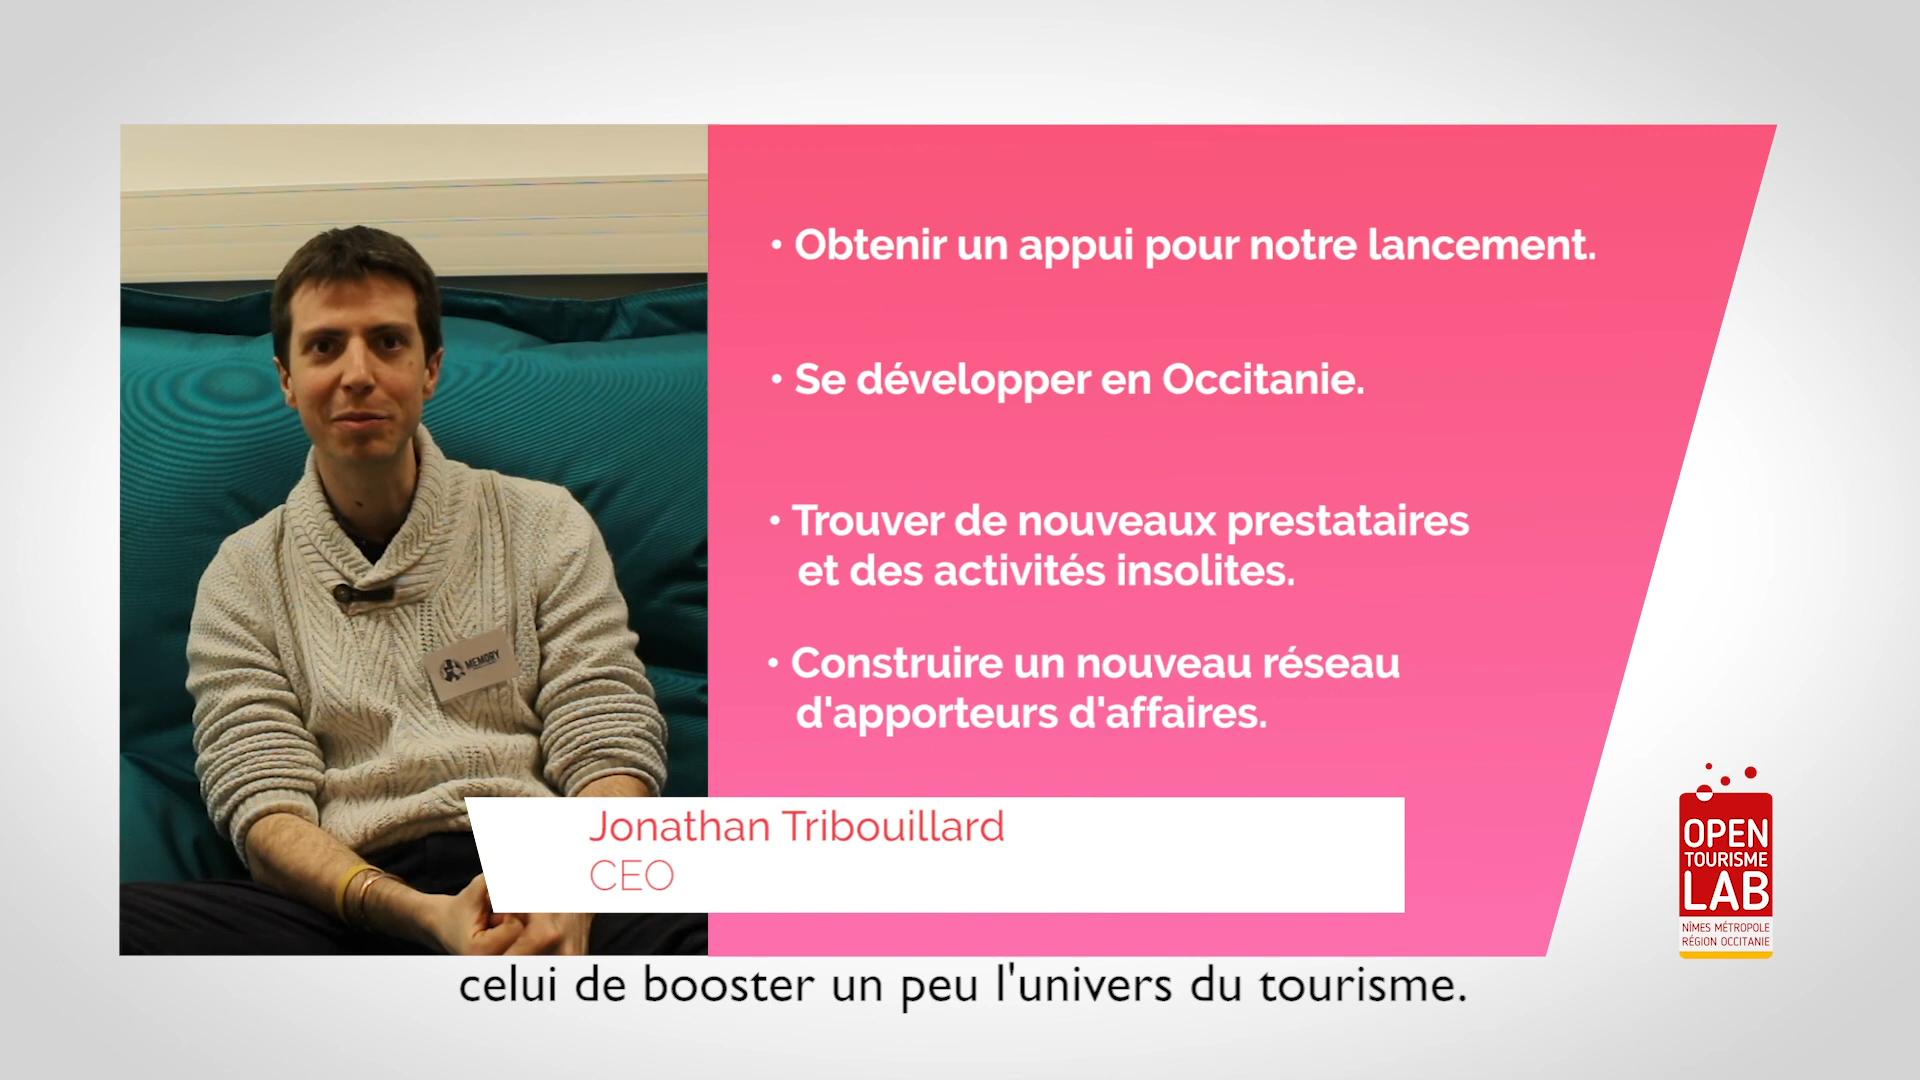 • Obtenir un appui pour notre lancement.
• Se développer en Occitanie.
• Trouver de nouveaux prestataires
et des activités insolites.
• Construire un nouveau réseau
d'apporteurs d'affaires.
MEMORY
Jonathan Tribouillard
CEO
OPEN
TOURISME
LAB
NÎMES MÉTROPOLE
RÉGION OCCITANIE
celui de booster un peu l'univers du tourisme.